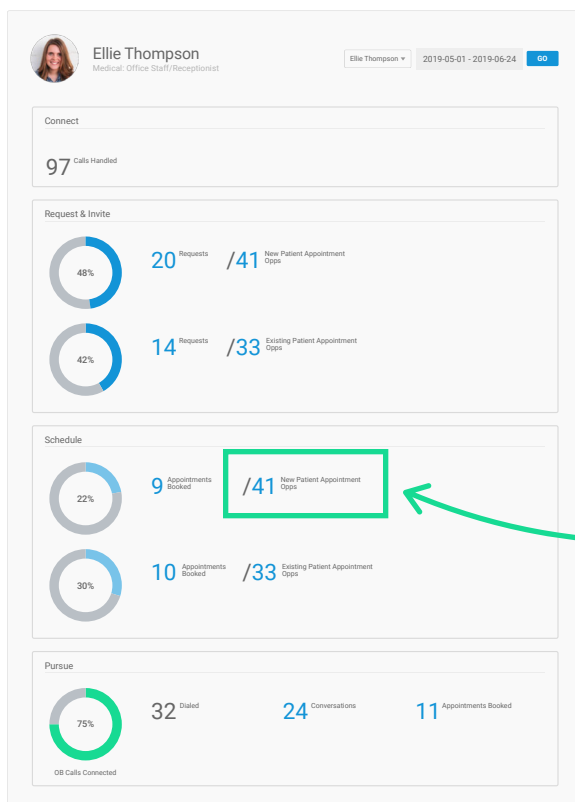 Ellie Thompson
Medical: Office Staff/Receptionist
Ellie Thompson
2019-05-01 - 2019-06-24
GO
Connect
97 Calls Handled
Request & Invite
48%
20 Requests
/41 New Patient Appointment
Opps
42%
14 Requests
/33 Existing Patient Appointment
Opps
Schedule
22%
9 Appointments
Booked
/41 New Patient Appointment
Opps
30%
10 Appointments
Booked
/33 Existing Patient Appointment
Opps
Pursue
75%
OB Calls Connected
32 Dialed
24 Conversations
11 Appointments Booked